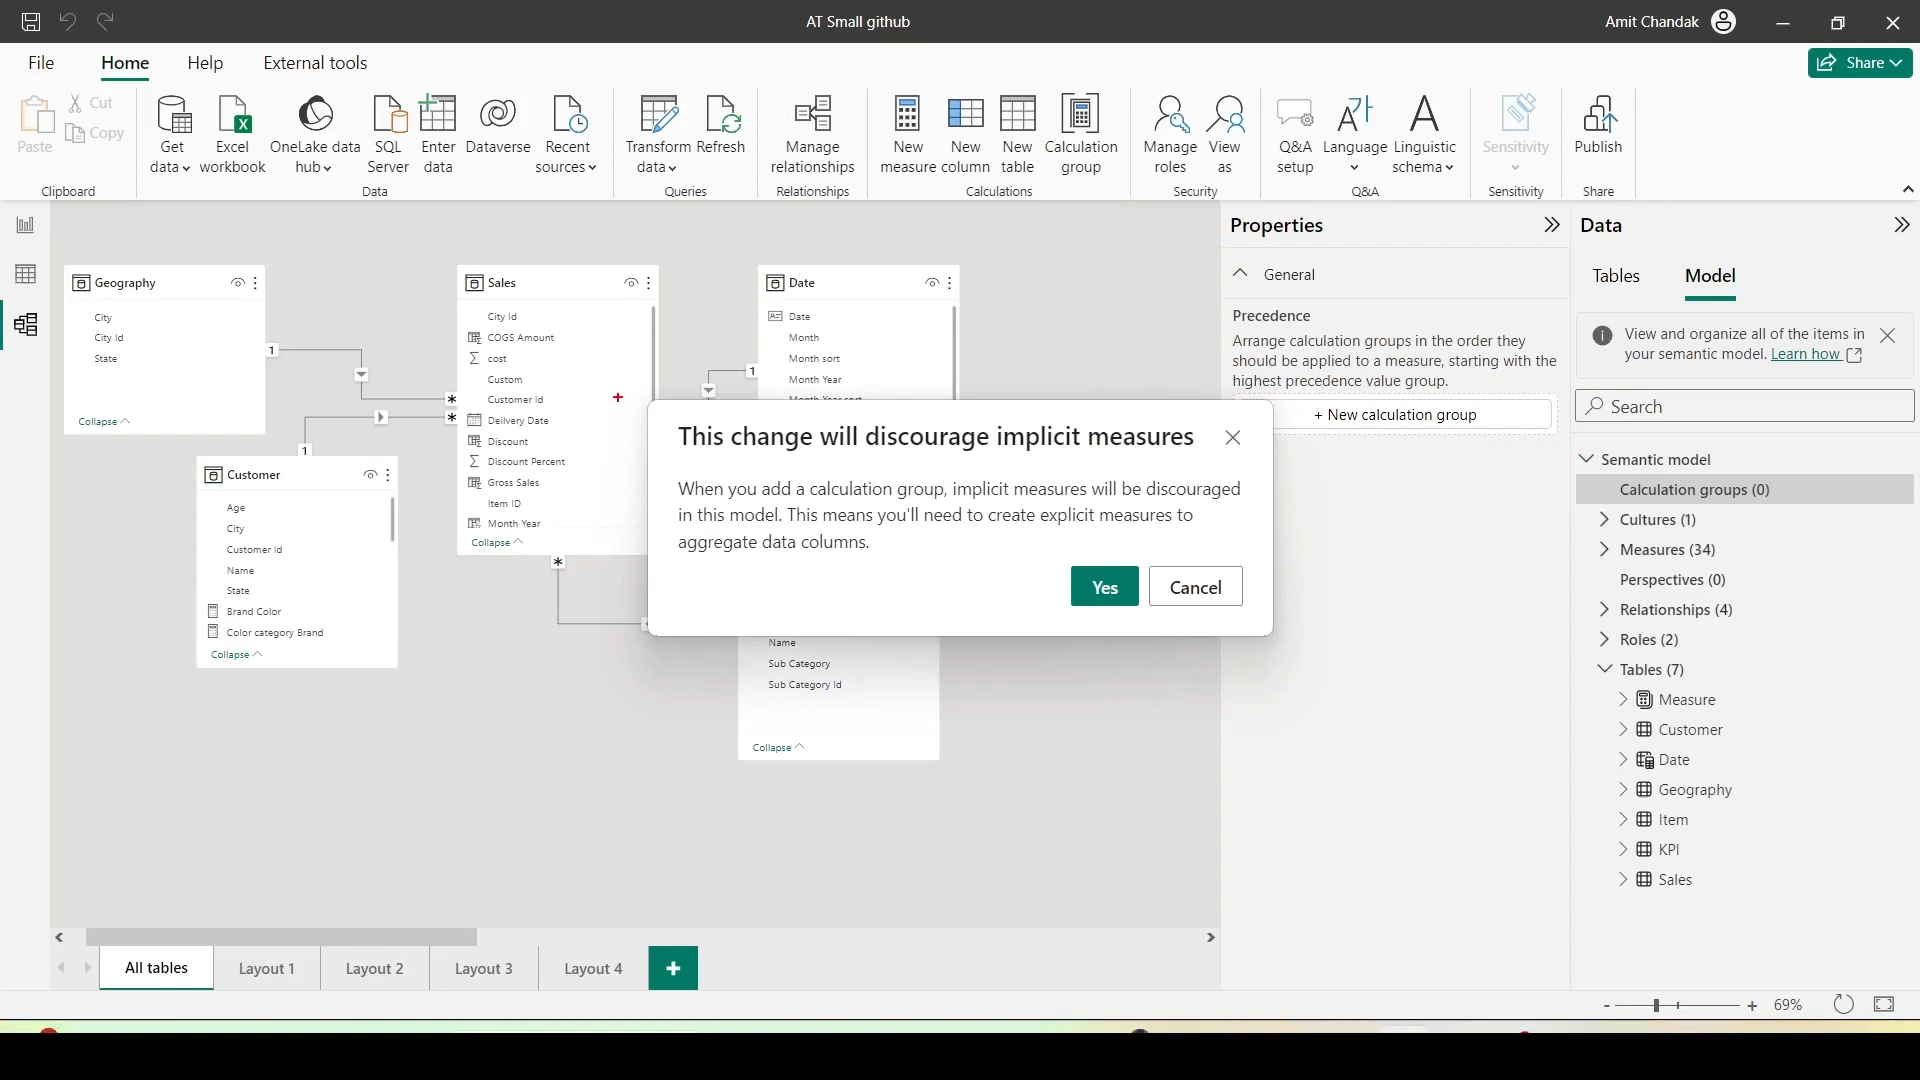 AT Small github
Amit Chandak
File
Home
Help
External tools
Share
Paste
Cut
Copy
Clipboard
Get data
Excel workbook
OneLake data hub
SQL Server
Enter data
Dataverse
Recent sources
Data
Transform data
Refresh
Queries
Manage relationships
Relationships
New measure
New column
New table
Calculation group
Calculations
Manage roles
View as
Security
Q&A setup
Language
Linguistic schema
Q&A
Sensitivity
Sensitivity
Publish
Share
Geography
City
City Id
State
Collapse
1
*
*
1
Customer
Age
City
Customer Id
Name
State
Brand Color
Color category Brand
Collapse
Sales
City Id
COGS Amount
cost
Custom
Customer Id
Delivery Date
Discount
Discount Percent
Gross Sales
Item ID
Month Year
Collapse
*
1
Date
Date
Month
Month sort
Month Year
Month Year sort
Name
Sub Category
Sub Category Id
Collapse
This change will discourage implicit measures
When you add a calculation group, implicit measures will be discouraged
in this model. This means you'll need to create explicit measures to
aggregate data columns.
Yes
Cancel
Properties
General
Precedence
Arrange calculation groups in the order they
should be applied to a measure, starting with the
highest precedence value group.
+ New calculation group
Data
Tables
Model
View and organize all of the items in
your semantic model. Learn how
Search
Semantic model
Calculation groups (0)
Cultures (1)
Measures (34)
Perspectives (0)
Relationships (4)
Roles (2)
Tables (7)
Measure
Customer
Date
Geography
Item
KPI
Sales
All tables
Layout 1
Layout 2
Layout 3
Layout 4
+
- + 69%